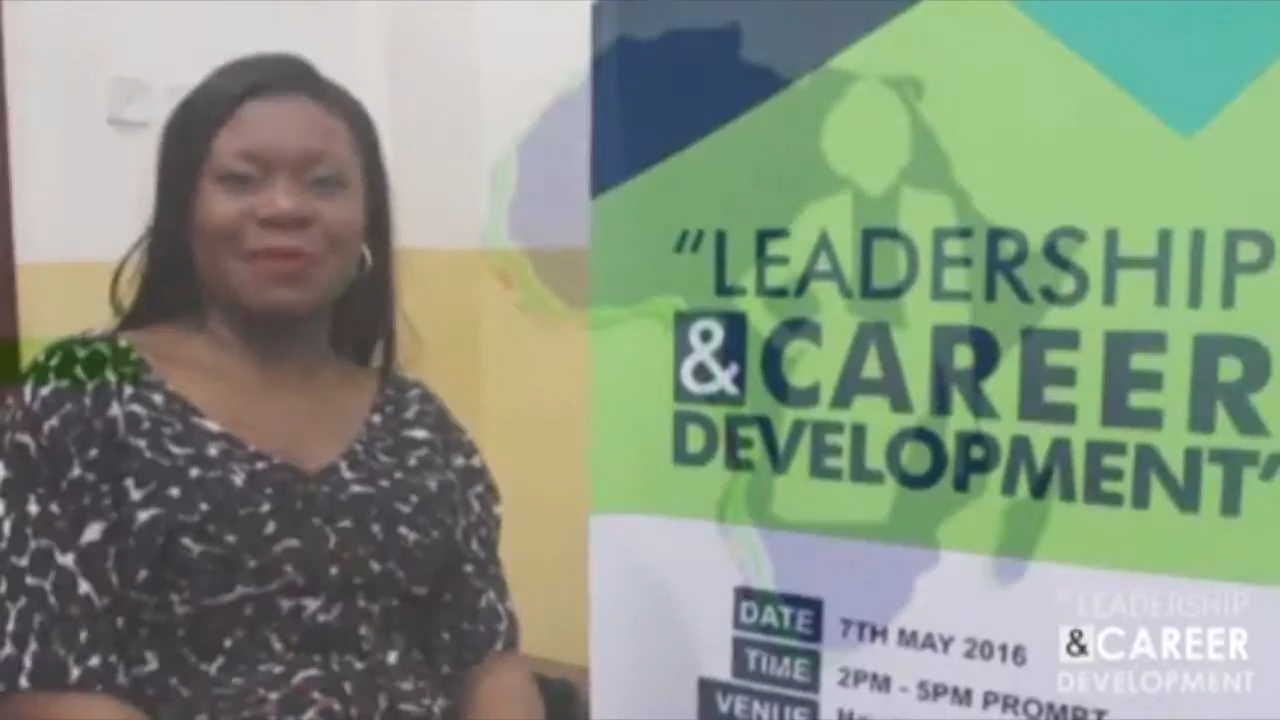 "LEADERSHIP
& CAREER
DEVELOPMENT"
DATE 7TH MAY 2016
TIME 2PM - 5PM PROMPT
VENUE
"LEADERSHIP
& CAREER
DEVELOPMENT